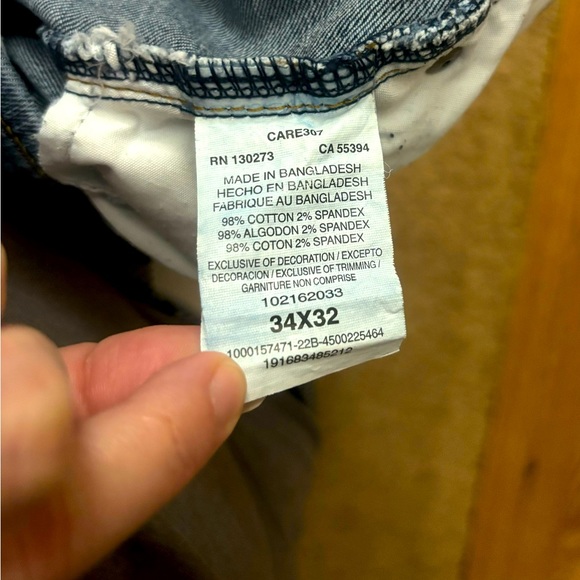 CARE307
RN 130273 CA 55394
MADE IN BANGLADESH
HECHO EN BANGLADESH
FABRIQUE AU BANGLADESH
98% COTTON 2% SPANDEX
98% ALGODON 2% SPANDEX
98% COTON 2% SPANDEX
EXCLUSIVE OF DECORATION / EXCEPTO
DECORACION / EXCLUSIVE OF TRIMMING /
GARNITURE NON COMPRISE
102162033
34X32
1000157471-22B-4500225464
191683485212